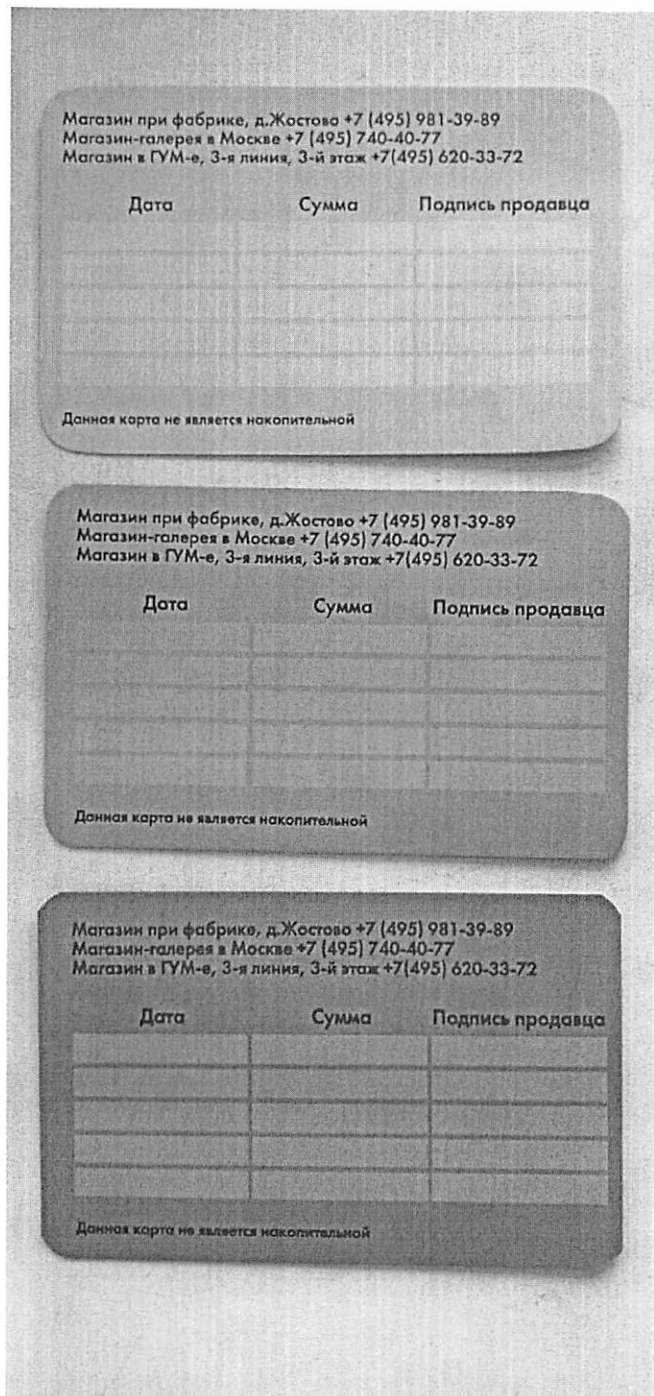 Магазин при фабрике, д.Жостово +7 (495) 981-39-89
Магазин-галерея в Москве +7 (495) 740-40-77
Магазин в ГУМ-е, 3-я линия, 3-й этаж +7(495) 620-33-72
Дата Сумма Подпись продавца
Данная карта не является накопительной
Магазин при фабрике, д.Жостово +7 (495) 981-39-89
Магазин-галерея в Москве +7 (495) 740-40-77
Магазин в ГУМ-е, 3-я линия, 3-й этаж +7(495) 620-33-72
Дата Сумма Подпись продавца
Данная карта не является накопительной
Магазин при фабрике, д.Жостово +7 (495) 981-39-89
Магазин-галерея в Москве +7 (495) 740-40-77
Магазин в ГУМ-е, 3-я линия, 3-й этаж +7(495) 620-33-72
Дата Сумма Подпись продавца
Данная карта не является накопительной